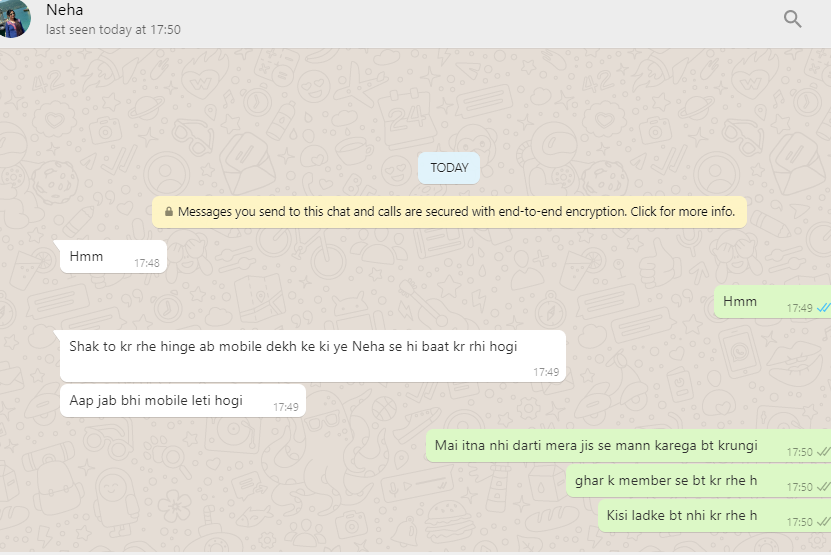 Neha
last seen today at 17:50
TODAY
Messages you send to this chat and calls are secured with end-to-end encryption. Click for more info.
Hmm
17:48
Hmm
17:49
Shak to kr rhe hinge ab mobile dekh ke ki ye Neha se hi baat kr rhi hogi
17:49
Aap jab bhi mobile leti hogi
17:49
Mai itna nhi darti mera jis se mann karega bt krungi
17:50
ghar k member se bt kr rhe h
17:50
Kisi ladke bt nhi kr rhe h
17:50